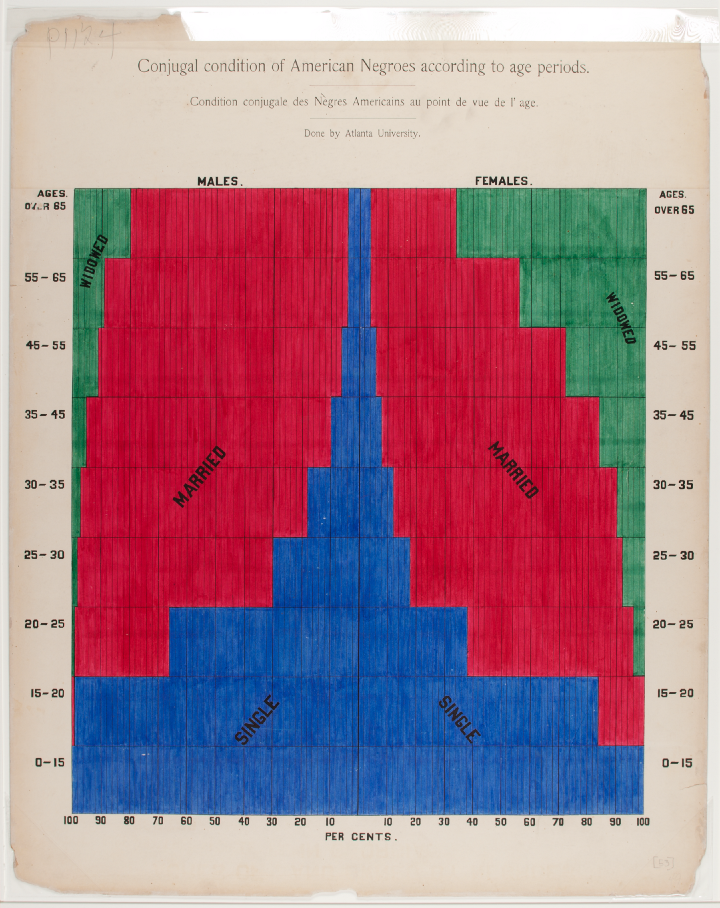 P1124
Conjugal condition of American Negroes according to age periods.
Condition conjugale des Nègres Americains au point de vue de l' age.
Done by Atlanta University.
MALES. FEMALES.
AGES. AGES.
OVER 65 OVER 65
55–65 55–65
45–55 45–55
35–45 35–45
30–35 30–35
25–30 25–30
20–25 20–25
15–20 15–20
0–15 0–15
WIDOWED WIDOWED
MARRIED MARRIED
SINGLE SINGLE
100 90 80 70 60 50 40 30 20 10 10 20 30 40 50 60 70 80 90 100
PER CENTS.